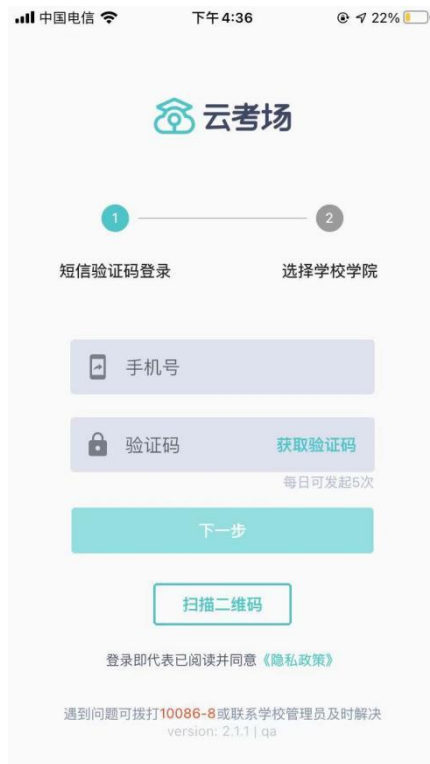 中国电信 下午4:36 22%
云考场
1 2
短信验证码登录 选择学校学院
手机号
验证码 获取验证码
每日可发起5次
下一步
扫描二维码
登录即代表已阅读并同意《隐私政策》
遇到问题可拨打10086-8或联系学校管理员及时解决
version: 2.1.1 | qa